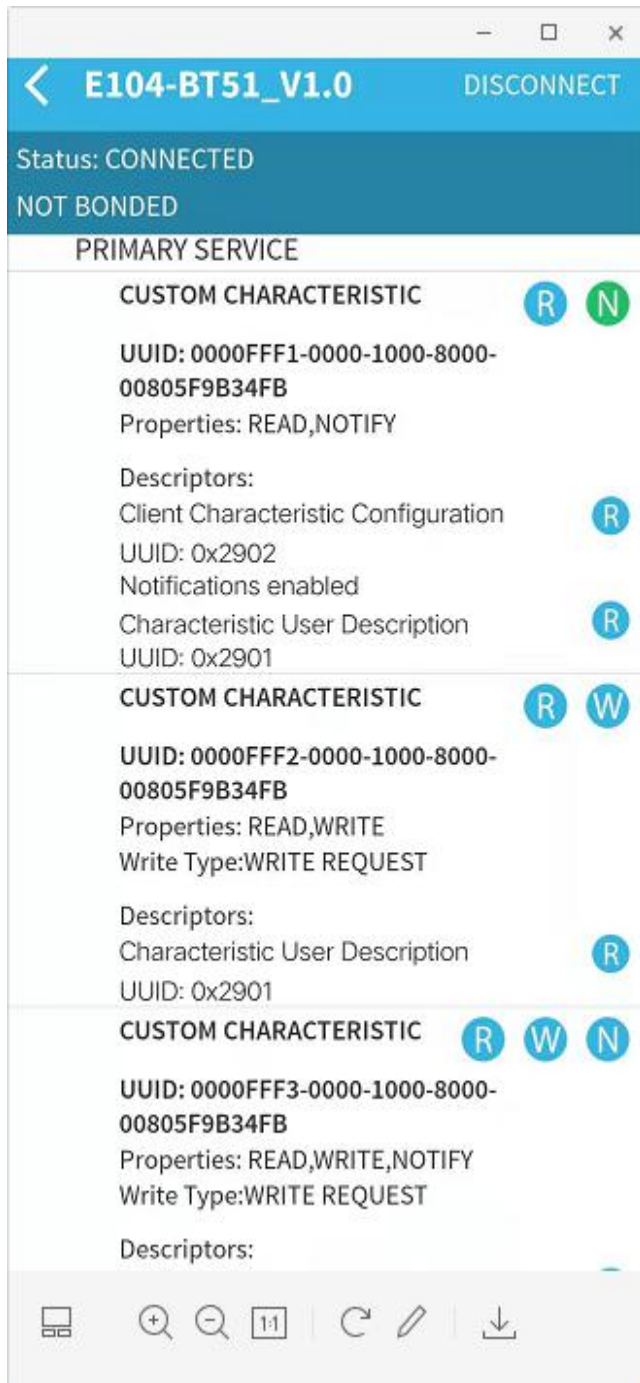 E104-BT51_V1.0 DISCONNECT
Status: CONNECTED
NOT BONDED
PRIMARY SERVICE
CUSTOM CHARACTERISTIC R N
UUID: 0000FFF1-0000-1000-8000-
00805F9B34FB
Properties: READ,NOTIFY
Descriptors:
Client Characteristic Configuration R
UUID: 0x2902
Notifications enabled
Characteristic User Description R
UUID: 0x2901
CUSTOM CHARACTERISTIC R W
UUID: 0000FFF2-0000-1000-8000-
00805F9B34FB
Properties: READ,WRITE
Write Type:WRITE REQUEST
Descriptors:
Characteristic User Description R
UUID: 0x2901
CUSTOM CHARACTERISTIC R W N
UUID: 0000FFF3-0000-1000-8000-
00805F9B34FB
Properties: READ,WRITE,NOTIFY
Write Type:WRITE REQUEST
Descriptors:
1:1